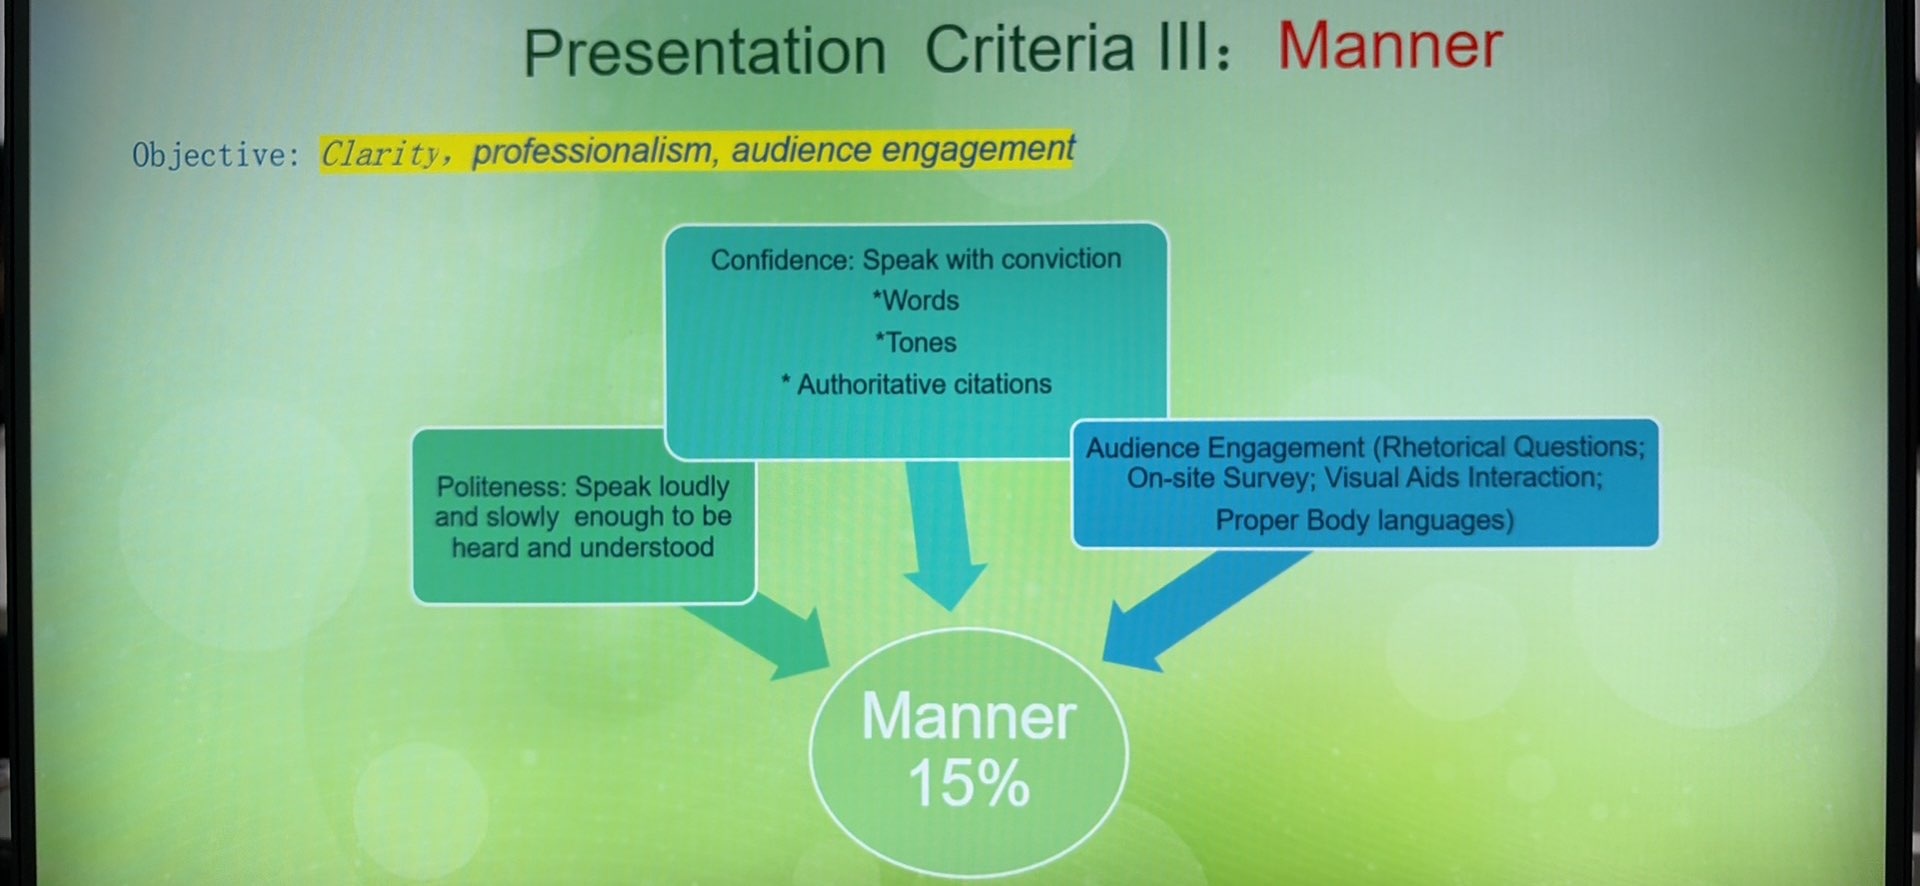 Presentation Criteria III: Manner
Objective: Clarity, professionalism, audience engagement
Confidence: Speak with conviction
*Words
*Tones
* Authoritative citations
Politeness: Speak loudly
and slowly enough to be
heard and understood
Audience Engagement (Rhetorical Questions;
On-site Survey; Visual Aids Interaction;
Proper Body languages)
Manner
15%